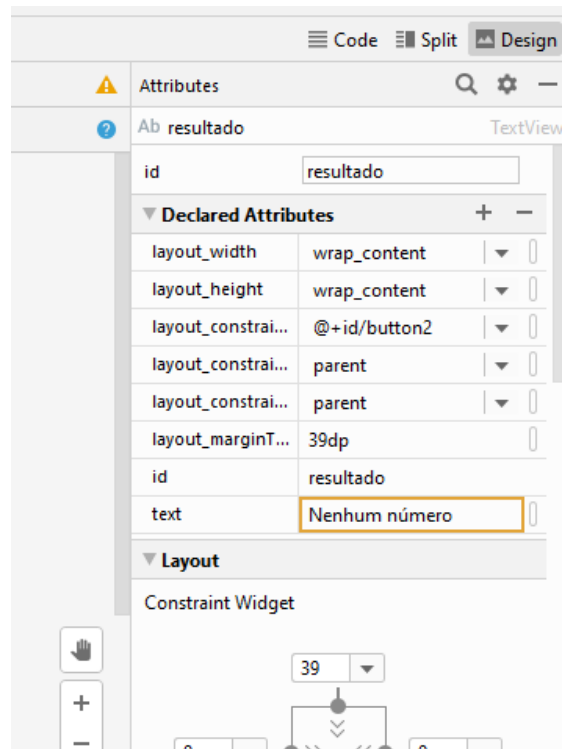 Code Split Design
Attributes
Ab resultado TextView
id resultado
Declared Attributes
layout_width wrap_content
layout_height wrap_content
layout_constrai... @+id/button2
layout_constrai... parent
layout_constrai... parent
layout_marginT... 39dp
id resultado
text Nenhum número
Layout
Constraint Widget
39